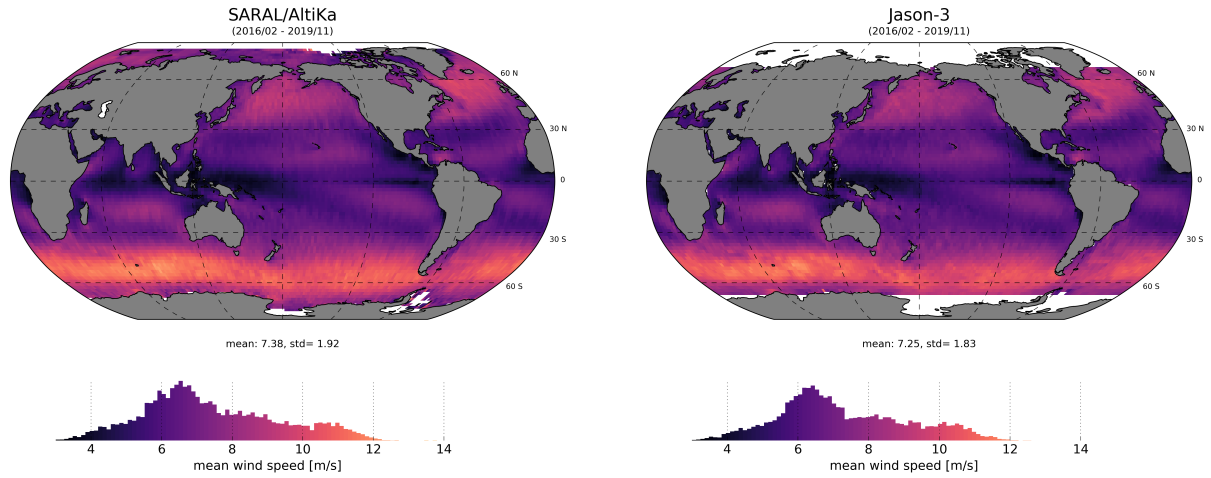 SARAL/AltiKa
(2016/02 - 2019/11)
60 N
30 N
0
30 S
60 S
mean: 7.38, std= 1.92
4 6 8 10 12 14
mean wind speed [m/s]
Jason-3
(2016/02 - 2019/11)
60 N
30 N
0
30 S
60 S
mean: 7.25, std= 1.83
4 6 8 10 12 14
mean wind speed [m/s]